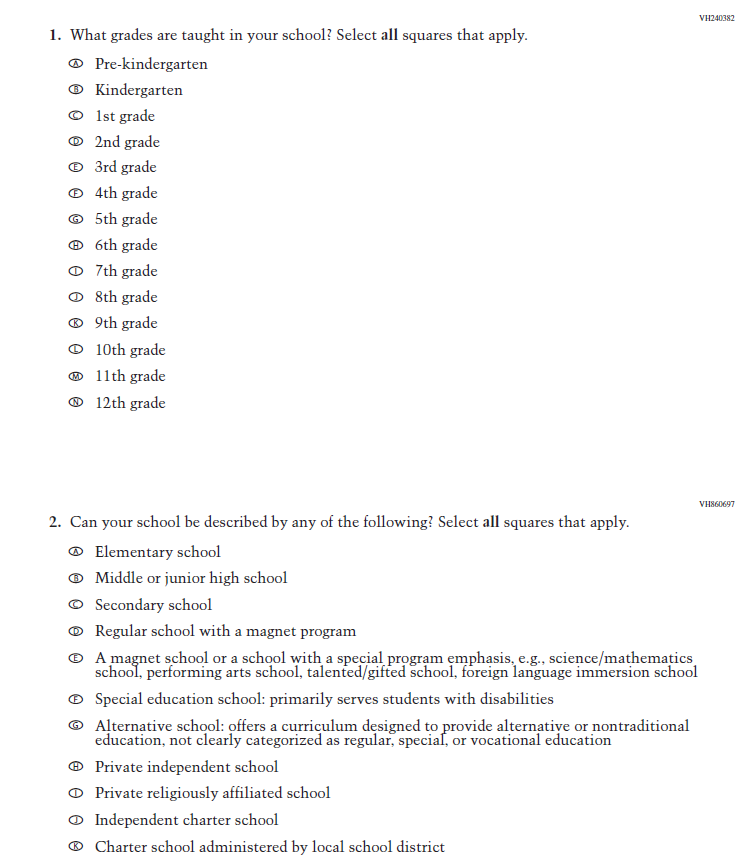 VH240382
1. What grades are taught in your school? Select all squares that apply.
A Pre-kindergarten
B Kindergarten
C 1st grade
D 2nd grade
E 3rd grade
F 4th grade
G 5th grade
H 6th grade
I 7th grade
J 8th grade
K 9th grade
L 10th grade
M 11th grade
N 12th grade
VH860697
2. Can your school be described by any of the following? Select all squares that apply.
A Elementary school
B Middle or junior high school
C Secondary school
D Regular school with a magnet program
E A magnet school or a school with a special program emphasis, e.g., science/mathematics
school, performing arts school, talented/gifted school, foreign language immersion school
F Special education school: primarily serves students with disabilities
G Alternative school: offers a curriculum designed to provide alternative or nontraditional
education, not clearly categorized as regular, special, or vocational education
H Private independent school
I Private religiously affiliated school
J Independent charter school
K Charter school administered by local school district